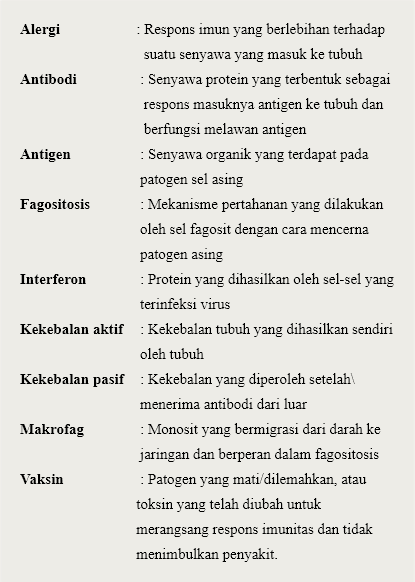 Alergi : Respons imun yang berlebihan terhadap
suatu senyawa yang masuk ke tubuh
Antibodi : Senyawa protein yang terbentuk sebagai
respons masuknya antigen ke tubuh dan
berfungsi melawan antigen
Antigen : Senyawa organik yang terdapat pada
patogen sel asing
Fagositosis : Mekanisme pertahanan yang dilakukan
oleh sel fagosit dengan cara mencerna
patogen asing
Interferon : Protein yang dihasilkan oleh sel-sel yang
terinfeksi virus
Kekebalan aktif : Kekebalan tubuh yang dihasilkan sendiri
oleh tubuh
Kekebalan pasif : Kekebalan yang diperoleh setelah\
menerima antibodi dari luar
Makrofag : Monosit yang bermigrasi dari darah ke
jaringan dan berperan dalam fagositosis
Vaksin : Patogen yang mati/dilemahkan, atau
toksin yang telah diubah untuk
merangsang respons imunitas dan tidak
menimbulkan penyakit.